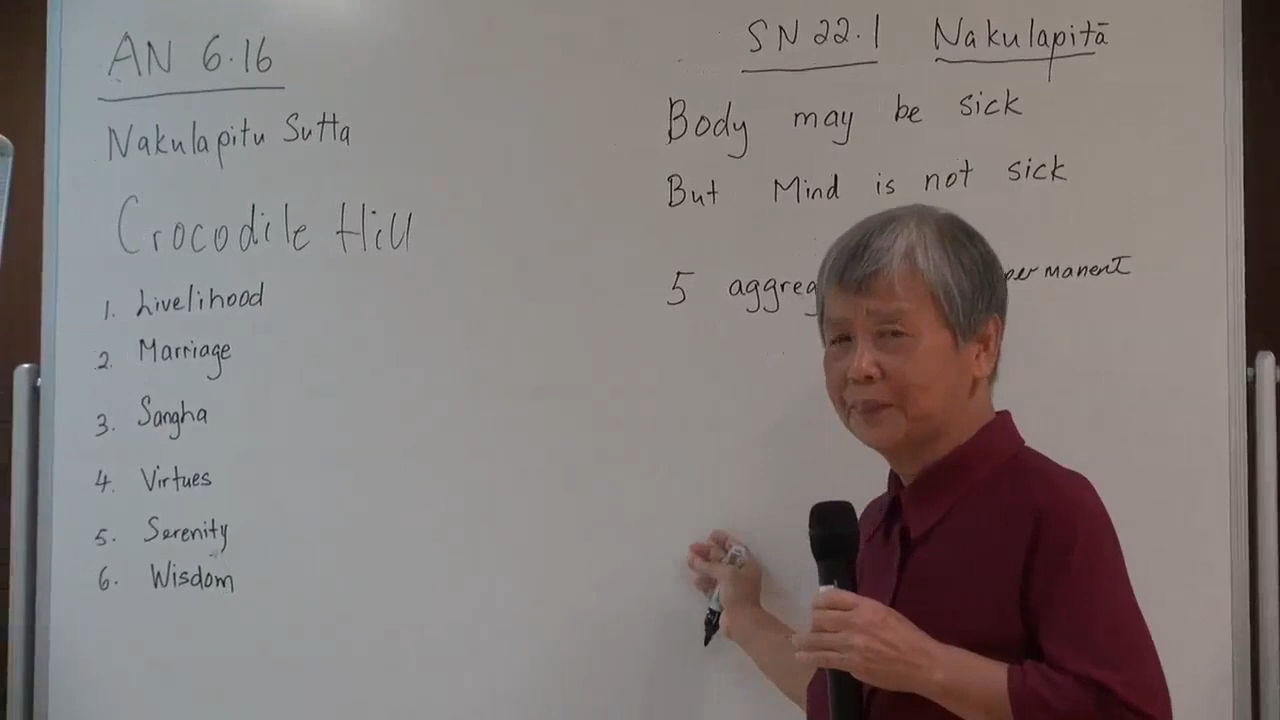 AN 6.16
Nakulapitu Sutta
Crocodile Hill
1. Livelihood
2. Marriage
3. Sangha
4. Virtues
5. Serenity
6. Wisdom
SN 22.1 Nakulapitā
Body may be sick
But Mind is not sick
5